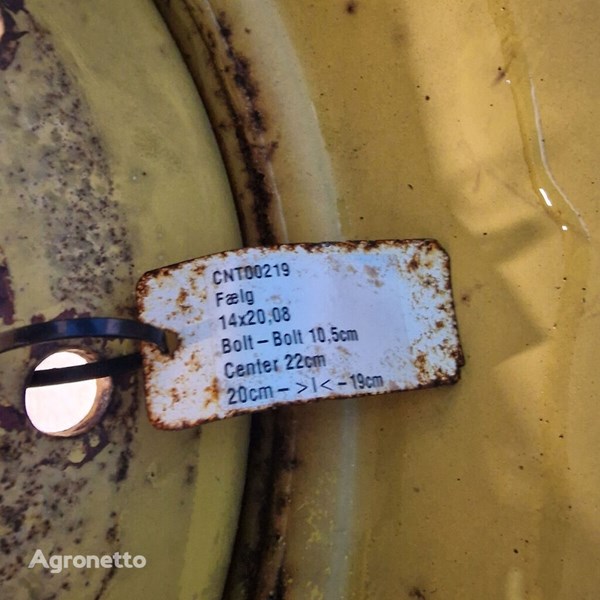 CNT00219
Fælg
14x20,08
Bolt – Bolt 10,5cm
Center 22cm
20cm – >I< – 19cm
Agronetto